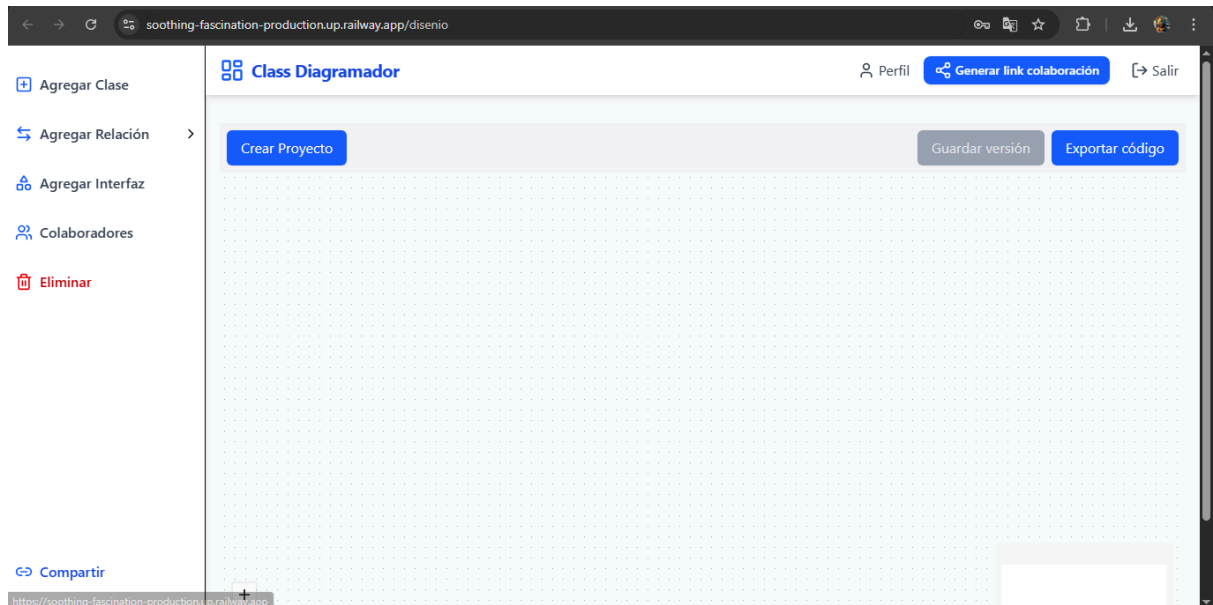 soothing-fascination-production.up.railway.app/disenio
Agregar Clase
Agregar Relación
Agregar Interfaz
Colaboradores
Eliminar
Compartir
https://soothing-fascination-production.up.railway.app
Class Diagramador
Perfil
Generar link colaboración
Salir
Crear Proyecto
Guardar versión
Exportar código